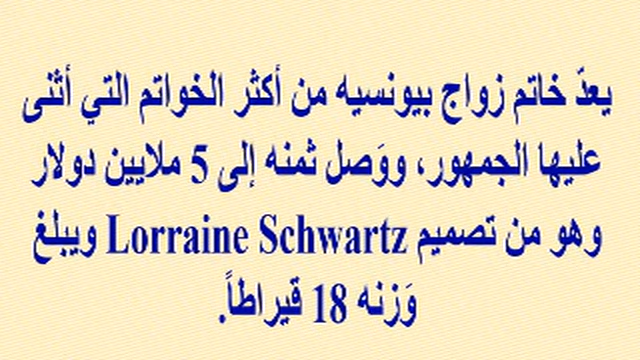 يعدّ خاتم زواج بيونسيه من أكثر الخواتم التي أثنى
عليها الجمهور، ووَصل ثمنه إلى 5 ملايين دولار
وهو من تصميم Lorraine Schwartz ويبلغ
وَزنه 18 قيراطاً.